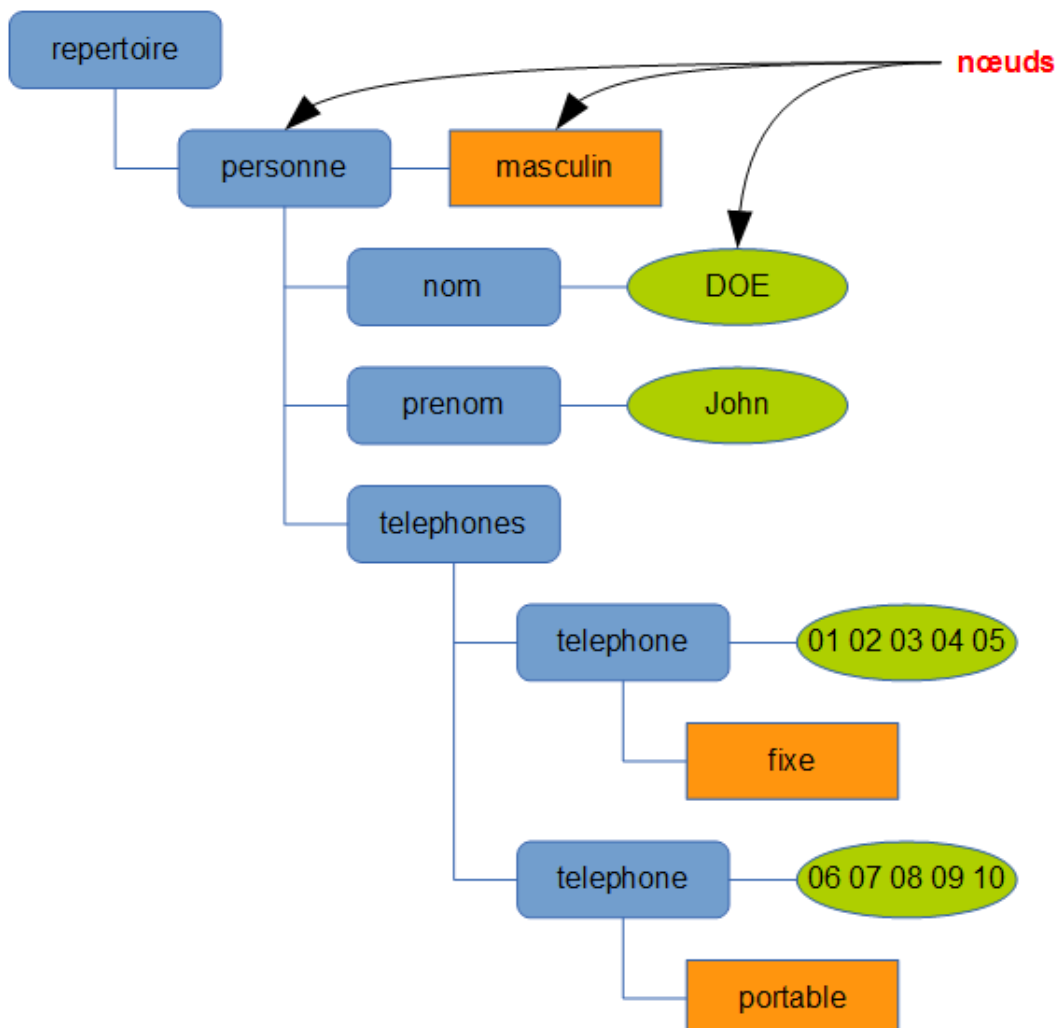 repertoire
nœuds
personne
masculin
nom
DOE
prenom
John
telephones
telephone
01 02 03 04 05
fixe
telephone
06 07 08 09 10
portable